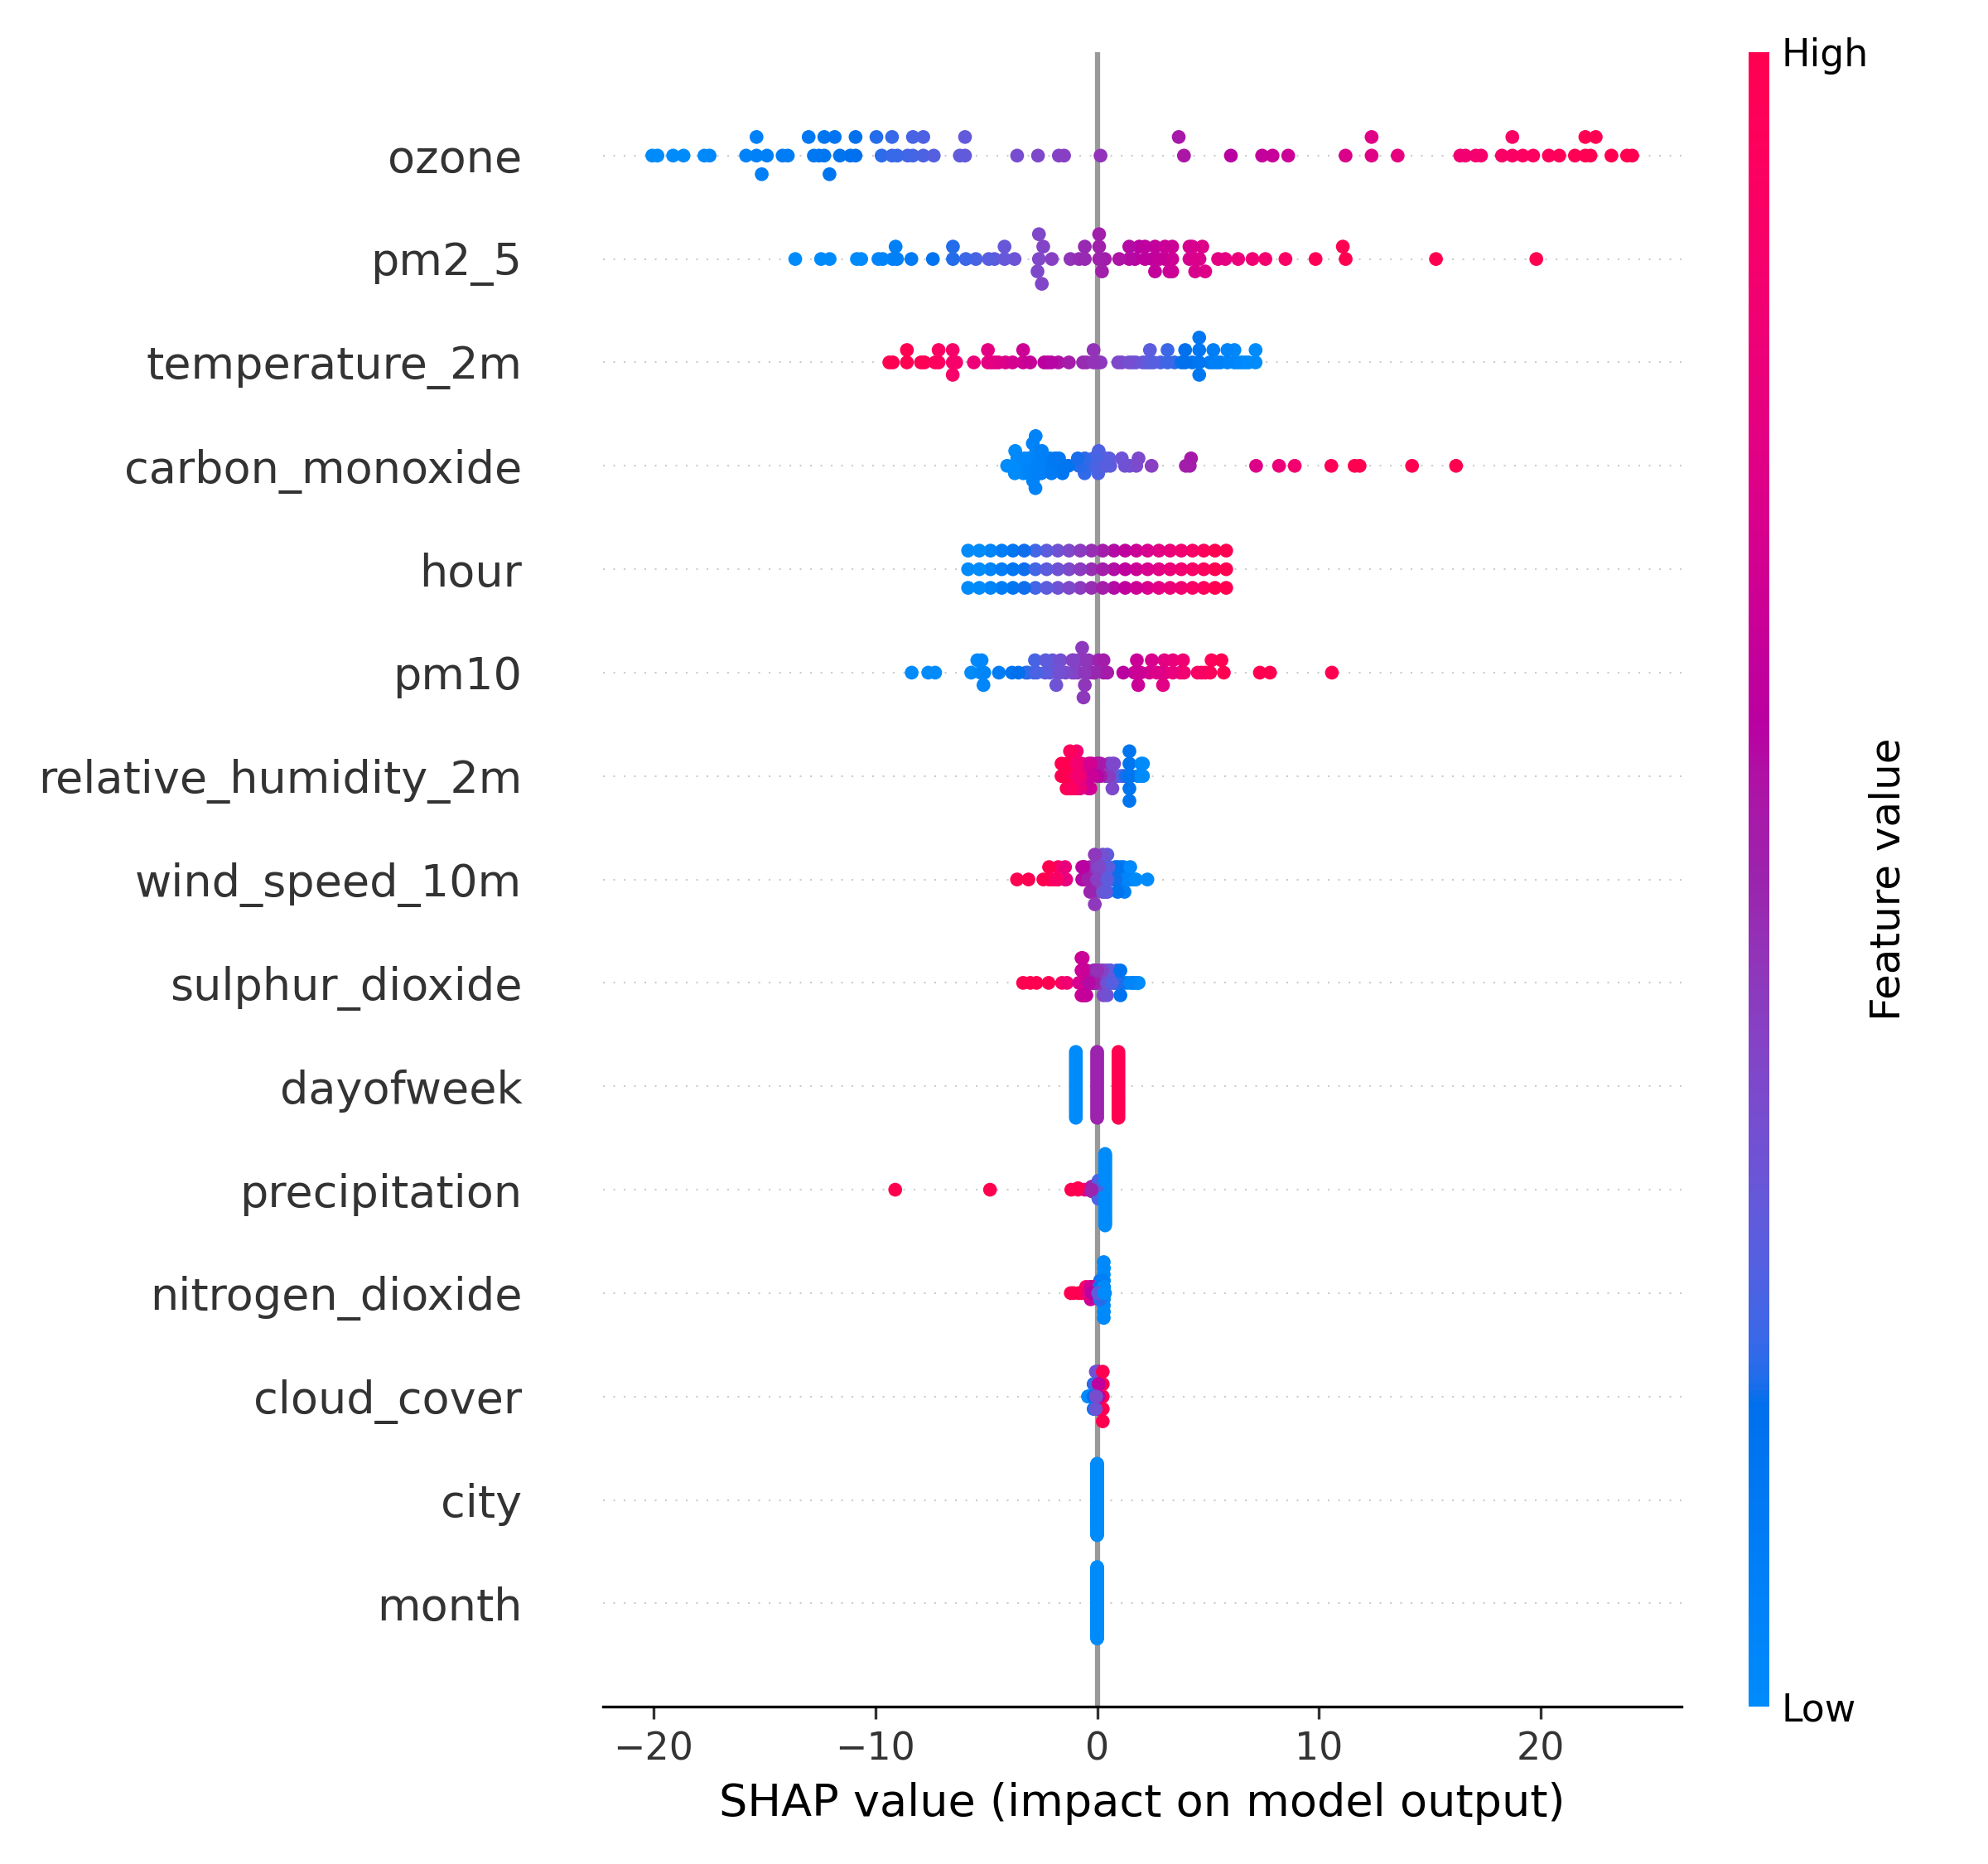 High
ozone
pm2_5
temperature_2m
carbon_monoxide
hour
pm10
relative_humidity_2m
wind_speed_10m
sulphur_dioxide
dayofweek
precipitation
nitrogen_dioxide
cloud_cover
city
month
Feature value
Low
−20 −10 0 10 20
SHAP value (impact on model output)